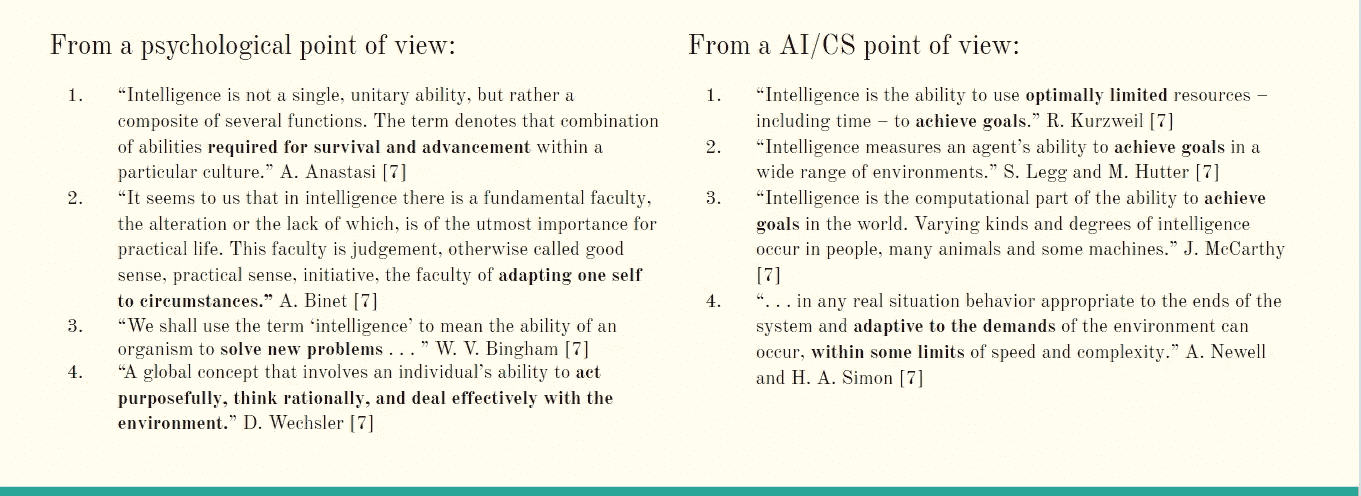 From a psychological point of view:
1. “Intelligence is not a single, unitary ability, but rather a
composite of several functions. The term denotes that combination
of abilities required for survival and advancement within a
particular culture.” A. Anastasi [7]
2. “It seems to us that in intelligence there is a fundamental faculty,
the alteration or the lack of which, is of the utmost importance for
practical life. This faculty is judgement, otherwise called good
sense, practical sense, initiative, the faculty of adapting one self
to circumstances.” A. Binet [7]
3. “We shall use the term ‘intelligence’ to mean the ability of an
organism to solve new problems . . . ” W. V. Bingham [7]
4. “A global concept that involves an individual’s ability to act
purposefully, think rationally, and deal effectively with the
environment.” D. Wechsler [7]
From a AI/CS point of view:
1. “Intelligence is the ability to use optimally limited resources –
including time – to achieve goals.” R. Kurzweil [7]
2. “Intelligence measures an agent’s ability to achieve goals in a
wide range of environments.” S. Legg and M. Hutter [7]
3. “Intelligence is the computational part of the ability to achieve
goals in the world. Varying kinds and degrees of intelligence
occur in people, many animals and some machines.” J. McCarthy
[7]
4. “. . . in any real situation behavior appropriate to the ends of the
system and adaptive to the demands of the environment can
occur, within some limits of speed and complexity.” A. Newell
and H. A. Simon [7]